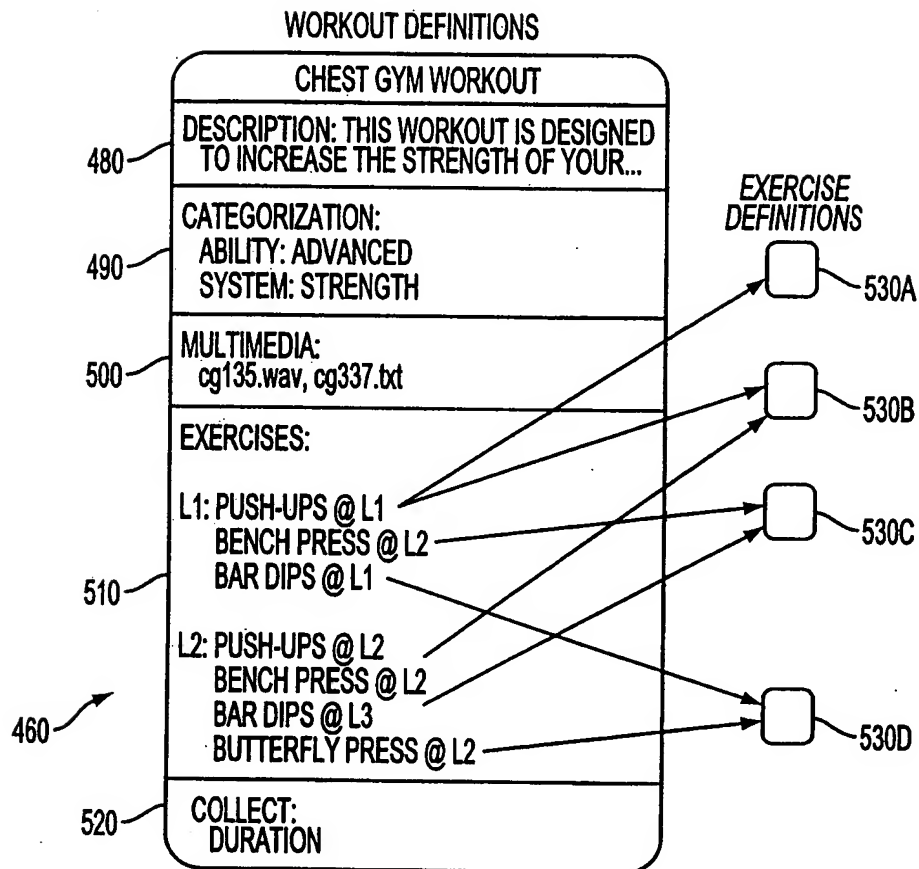 WORKOUT DEFINITIONS
CHEST GYM WORKOUT
DESCRIPTION: THIS WORKOUT IS DESIGNED
TO INCREASE THE STRENGTH OF YOUR...
480
CATEGORIZATION:
ABILITY: ADVANCED
SYSTEM: STRENGTH
490
MULTIMEDIA:
cg135.wav, cg337.txt
500
EXERCISES:
L1: PUSH-UPS @ L1
BENCH PRESS @ L2
BAR DIPS @ L1
510
L2: PUSH-UPS @ L2
BENCH PRESS @ L2
BAR DIPS @ L3
BUTTERFLY PRESS @ L2
460
COLLECT:
DURATION
520
EXERCISE
DEFINITIONS
530A
530B
530C
530D